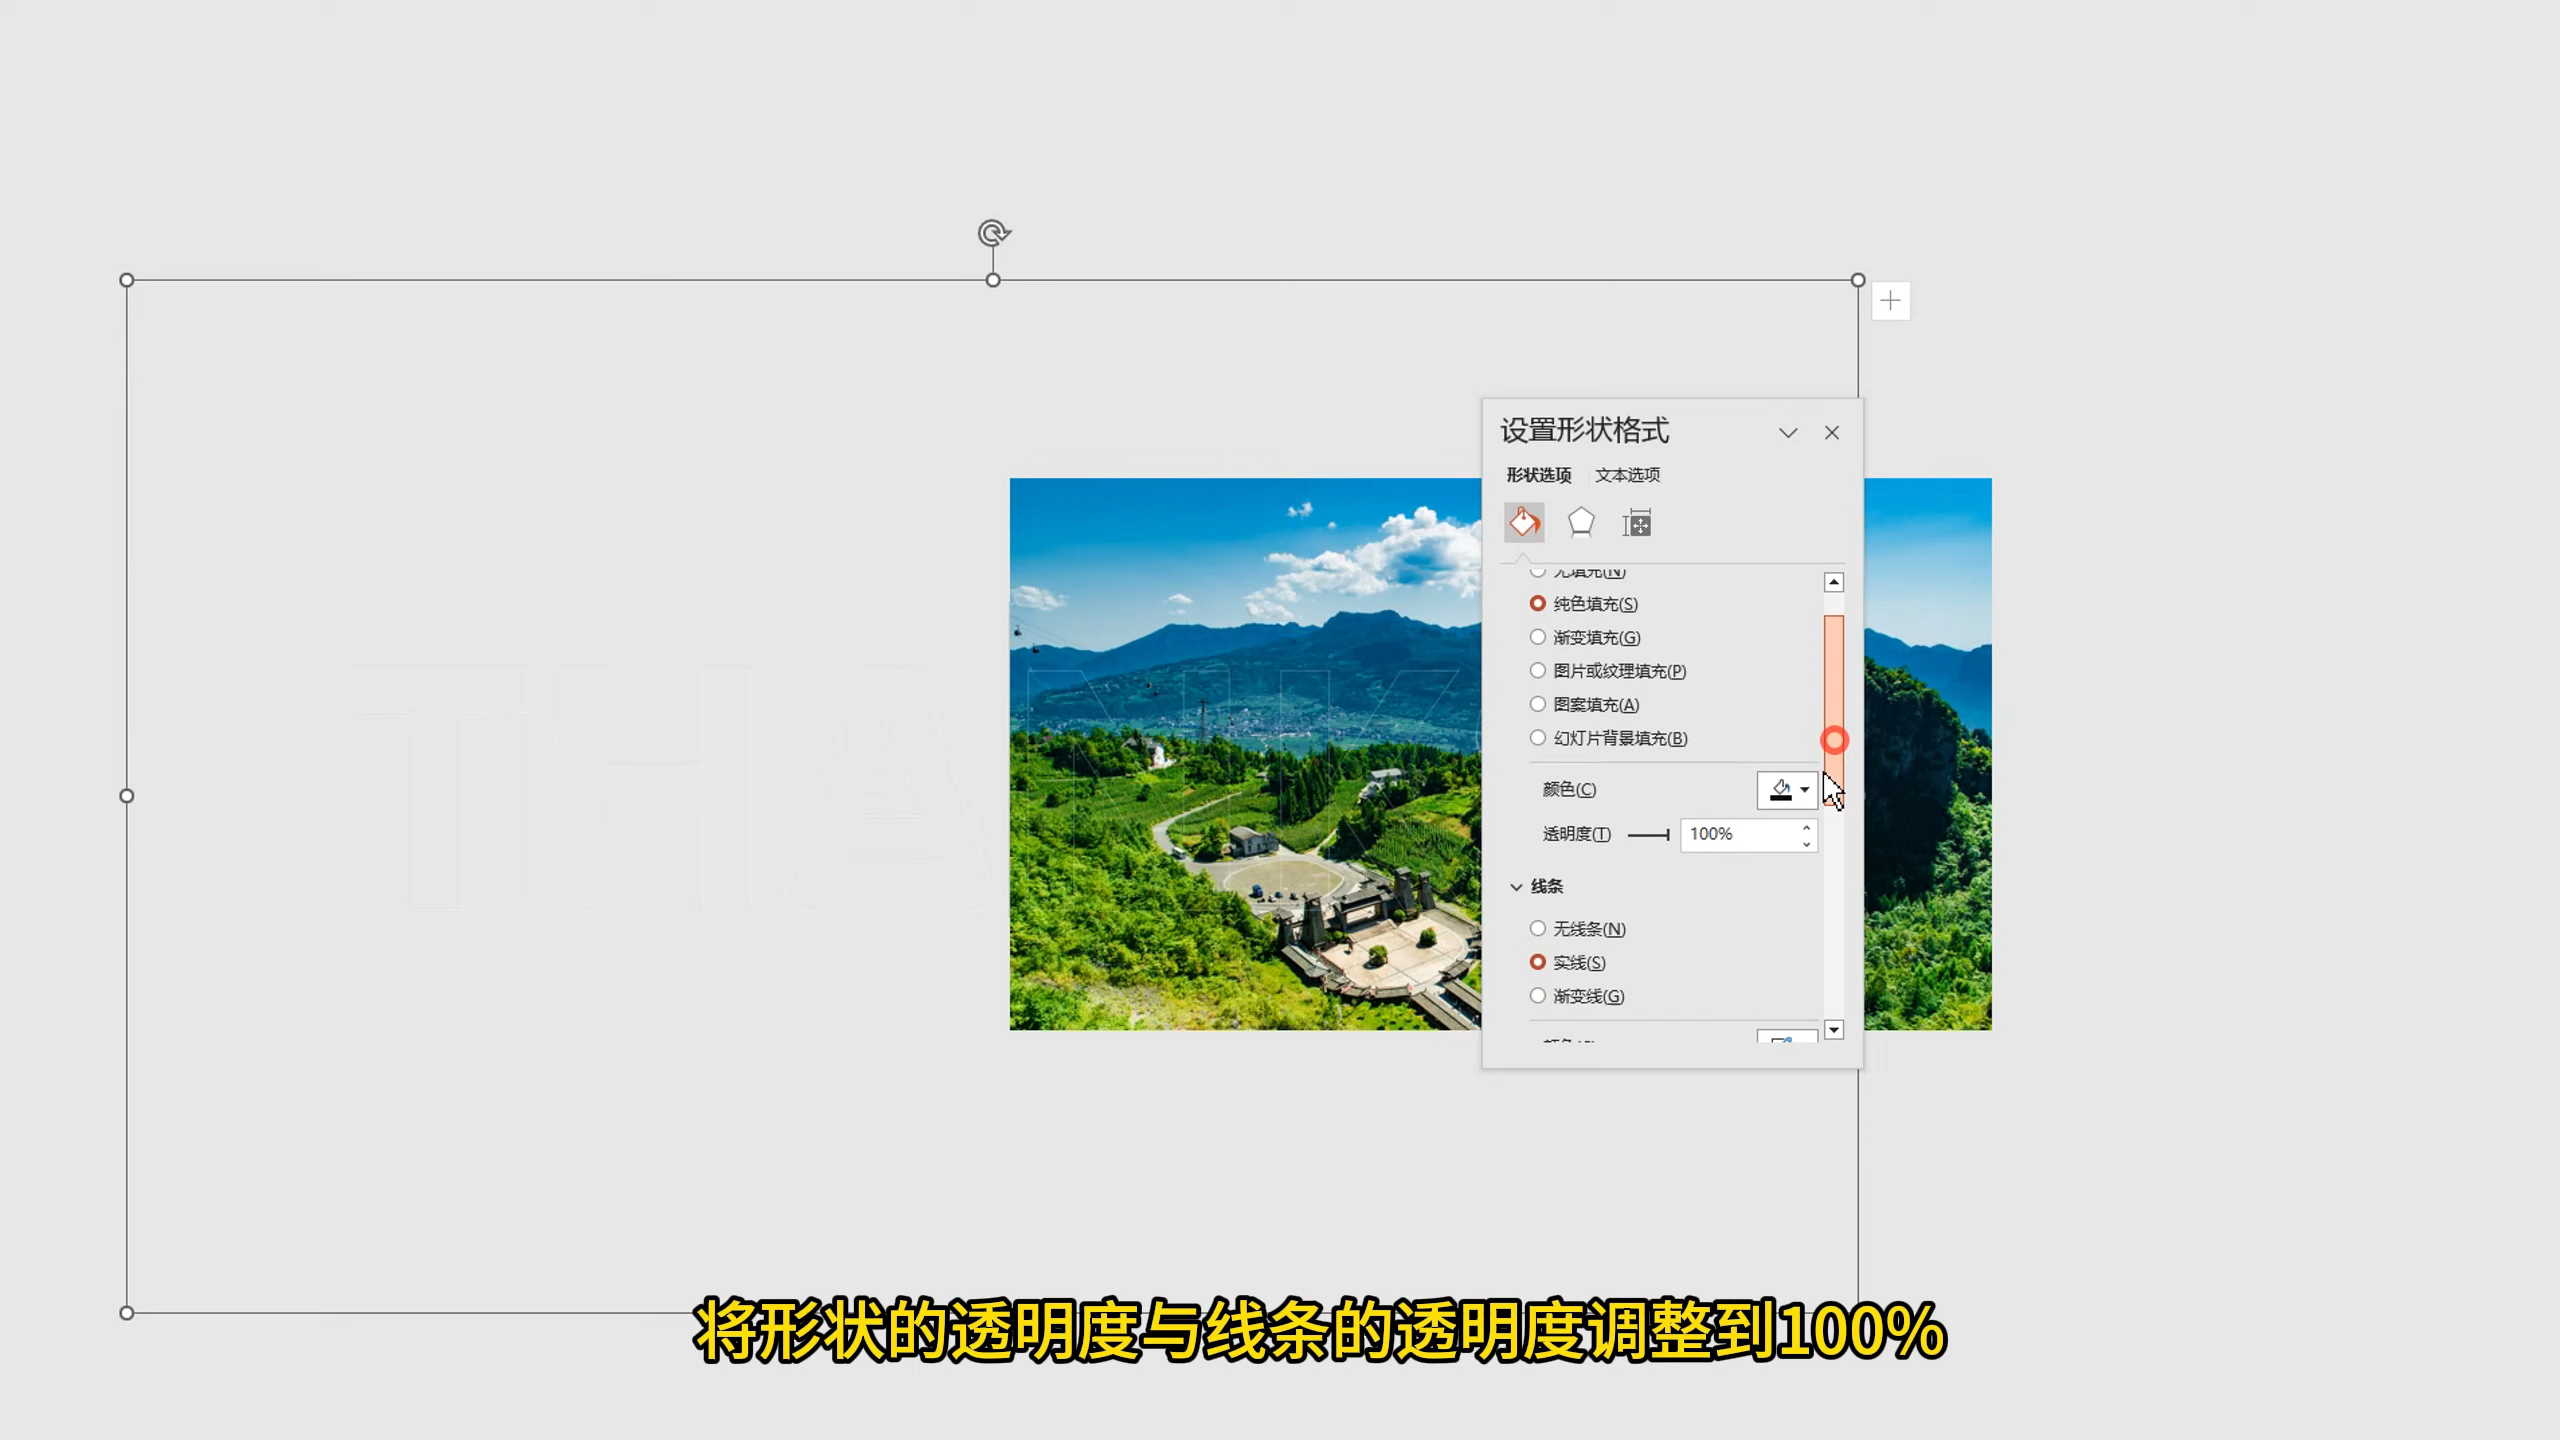 设置形状格式
形状选项 文本选项
无填充(N)
纯色填充(S)
渐变填充(G)
图片或纹理填充(P)
图案填充(A)
幻灯片背景填充(B)
颜色(C)
透明度(T) 100%
线条
无线条(N)
实线(S)
渐变线(G)
THANK
将形状的透明度与线条的透明度调整到100%